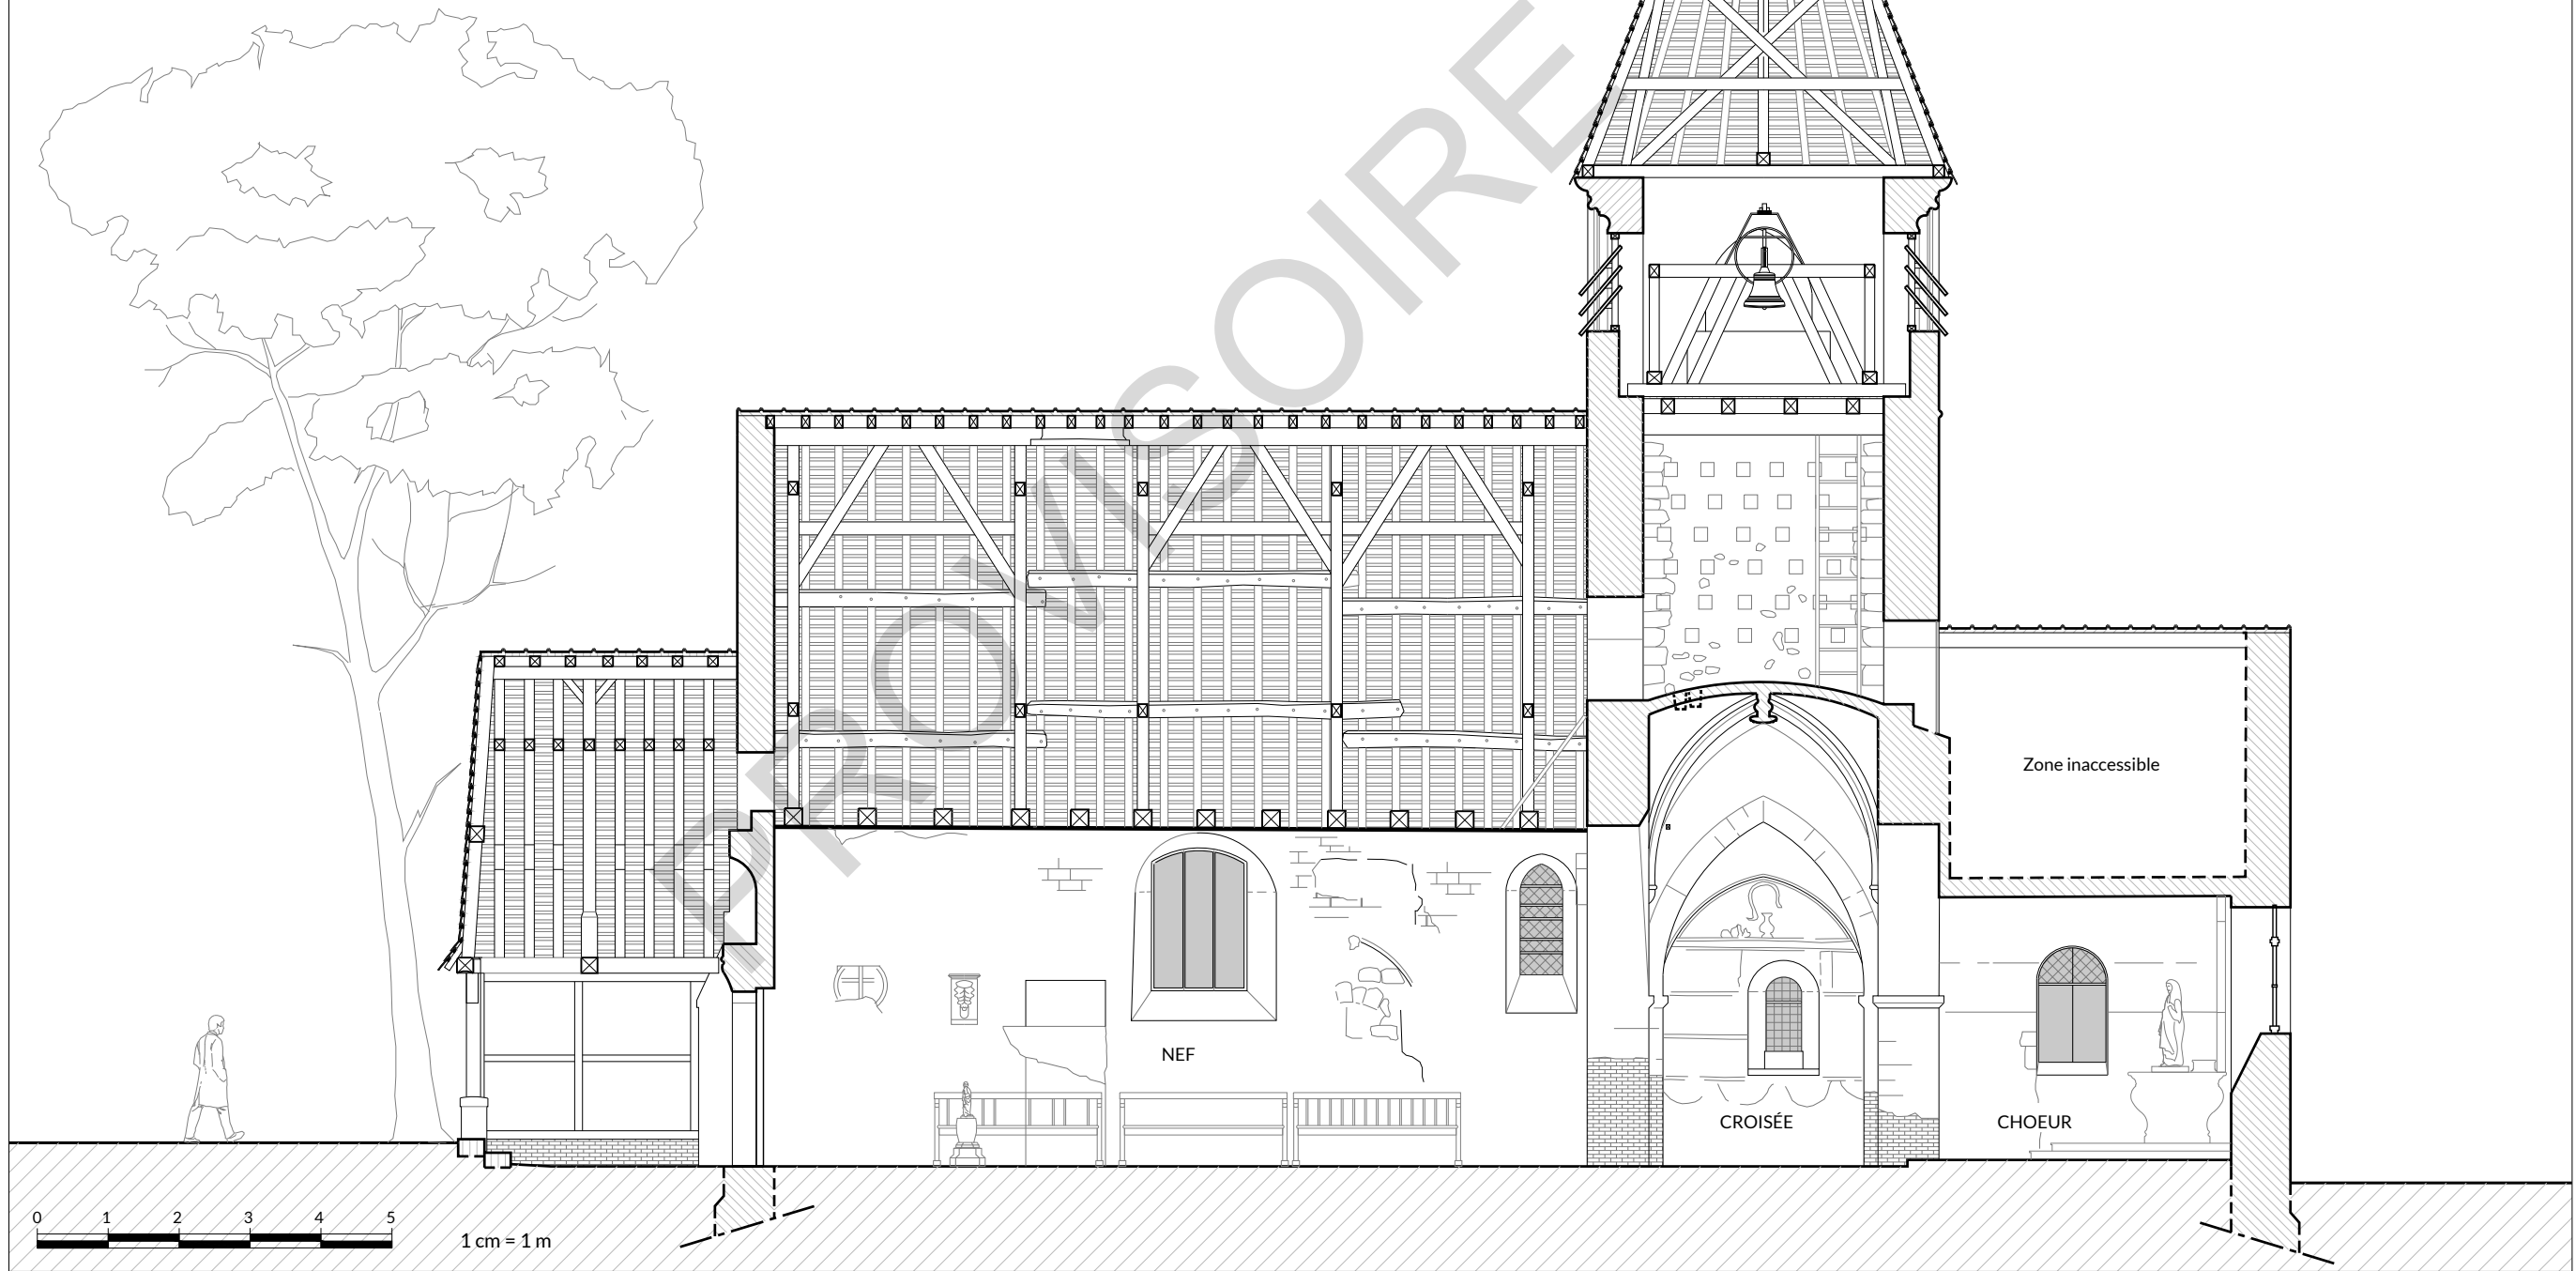 PROVISOIRE
Zone inaccessible
NEF
CROISÉE
CHOEUR
0 1 2 3 4 5
1 cm = 1 m